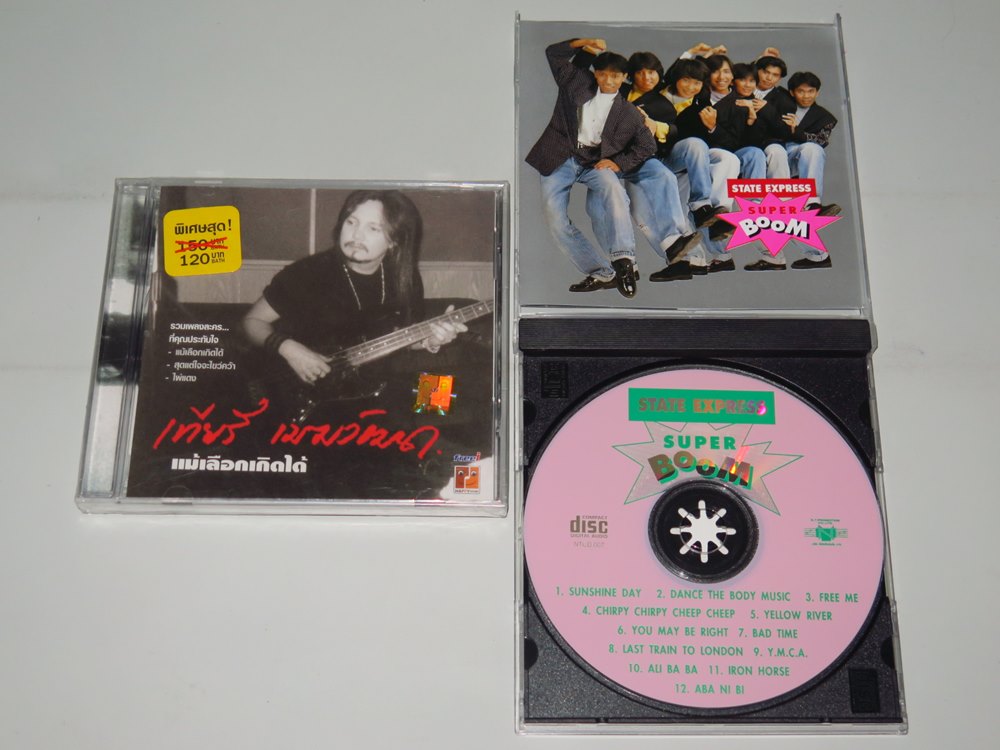 พิเศษสุด!
150 บาท BATH
120 บาท BATH
รวมเพลงละคร...
ที่คุณประทับใจ
- แม้เลือกเกิดได้
- สุดแต่ใจจะไขว่คว้า
- ไฟแดง
เทียรี่ เมฆวัฒนา
แม้เลือกเกิดได้
freei
STATE EXPRESS
SUPER
BOOM
STATE EXPRESS
SUPER
BOOM
COMPACT
disc
DIGITAL AUDIO
1. SUNSHINE DAY 2. DANCE THE BODY MUSIC 3. FREE ME
4. CHIRPY CHIRPY CHEEP CHEEP 5. YELLOW RIVER
6. YOU MAY BE RIGHT 7. BAD TIME
8. LAST TRAIN TO LONDON 9. Y.M.C.A.
10. ALI BA BA 11. IRON HORSE
12. ABA NI BI